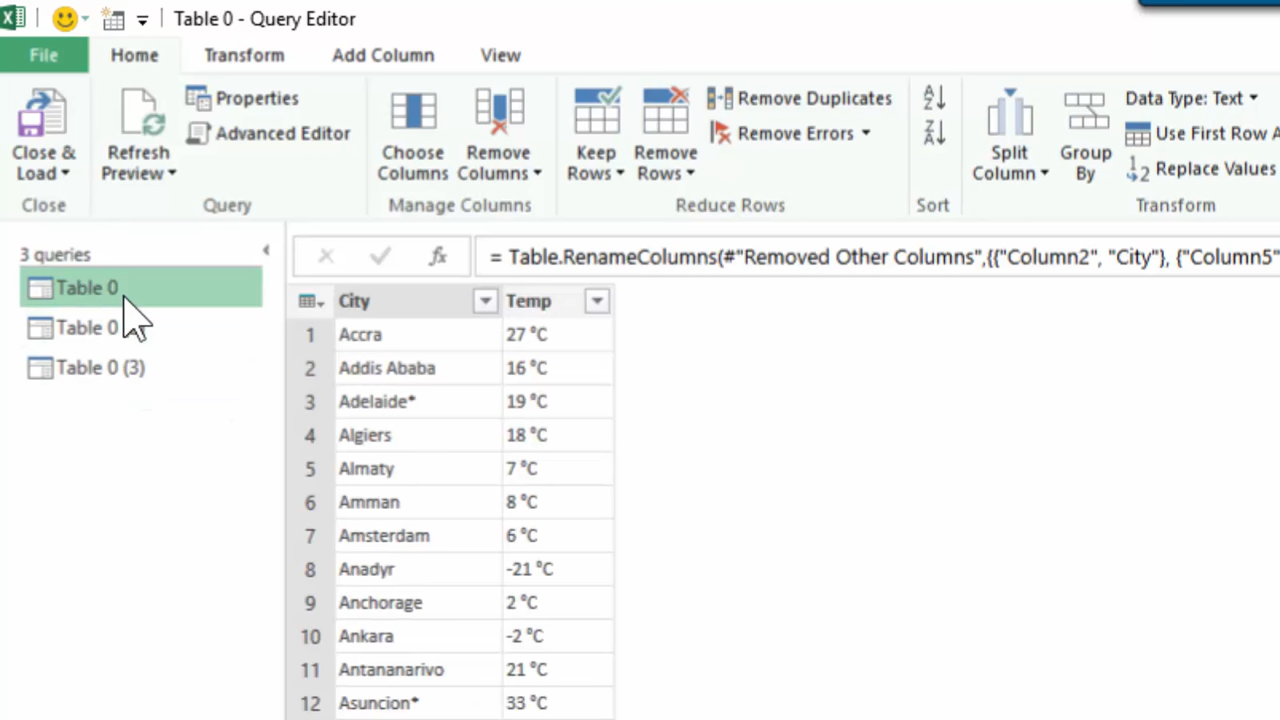 Table 0 - Query Editor
File Home Transform Add Column View
Close & Load
Refresh Preview
Properties
Advanced Editor
Choose Columns
Remove Columns
Keep Rows
Remove Rows
Remove Duplicates
Remove Errors
Split Column
Group By
Data Type: Text
Use First Row A
Replace Values
Close Query Manage Columns Reduce Rows Sort Transform
3 queries
Table 0
Table 0
Table 0 (3)
fx = Table.RenameColumns(#"Removed Other Columns",{{"Column2", "City"}, {"Column5"
City Temp
1 Accra 27 °C
2 Addis Ababa 16 °C
3 Adelaide* 19 °C
4 Algiers 18 °C
5 Almaty 7 °C
6 Amman 8 °C
7 Amsterdam 6 °C
8 Anadyr -21 °C
9 Anchorage 2 °C
10 Ankara -2 °C
11 Antananarivo 21 °C
12 Asuncion* 33 °C